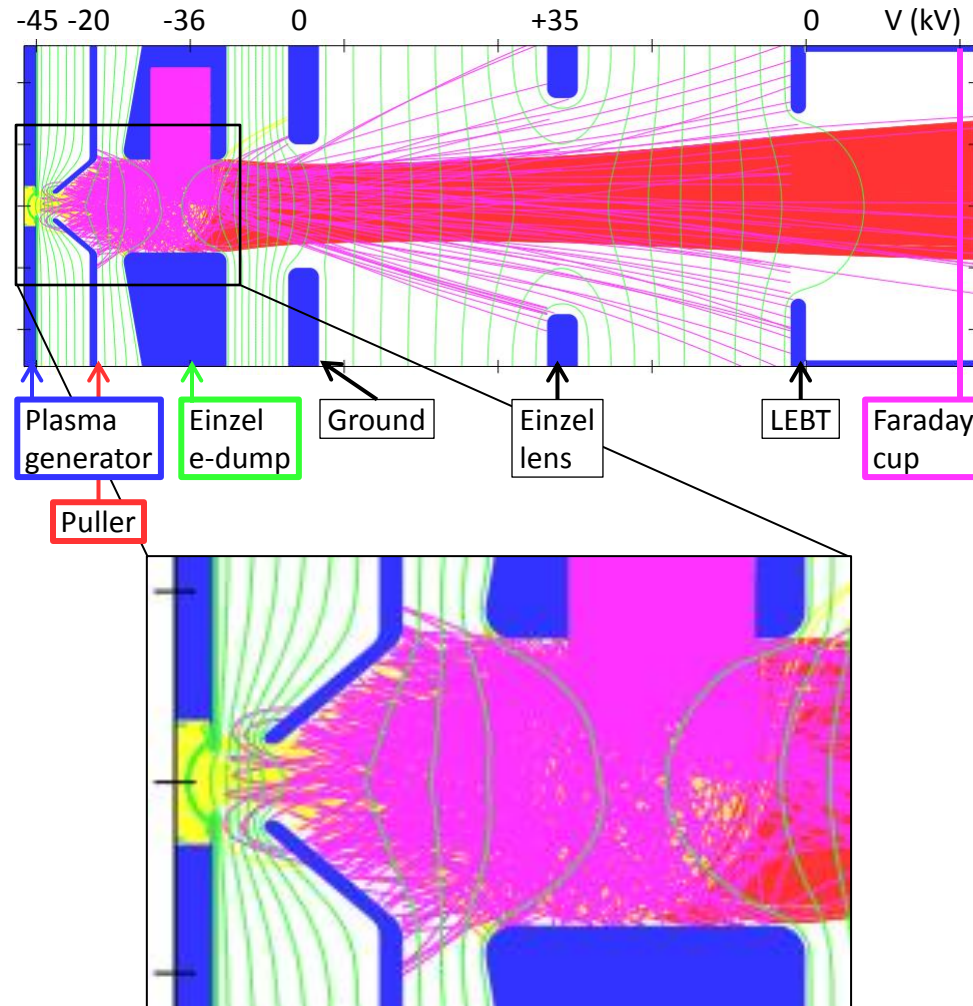 -45 -20 -36 0 +35 0 V (kV)
Plasma
generator
Einzel
e-dump
Ground
Einzel
lens
LEBT
Faraday
cup
Puller